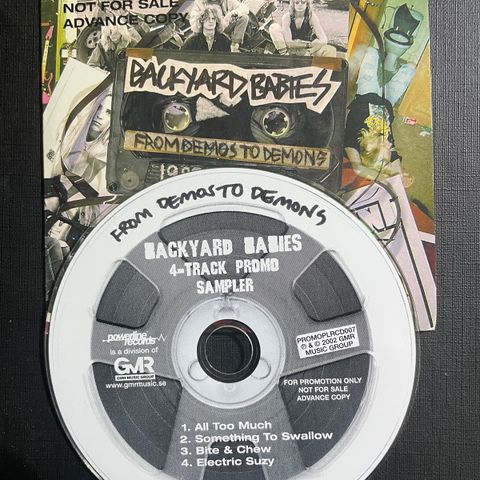 NOT FOR SALE
ADVANCE COPY
BACKYARD BABIES
FROM DEMOS TO DEMONS
FROM DEMOS TO DEMONS
BACKYARD BABIES
4-TRACK PROMO
SAMPLER
powerline
records
is a division of
GMR
GMR MUSIC GROUP
www.gmrmusic.se
PROMOPLRCD007
℗ & © 2002 GMR
MUSIC GROUP
FOR PROMOTION ONLY
NOT FOR SALE
ADVANCE COPY
1. All Too Much
2. Something To Swallow
3. Bite & Chew
4. Electric Suzy